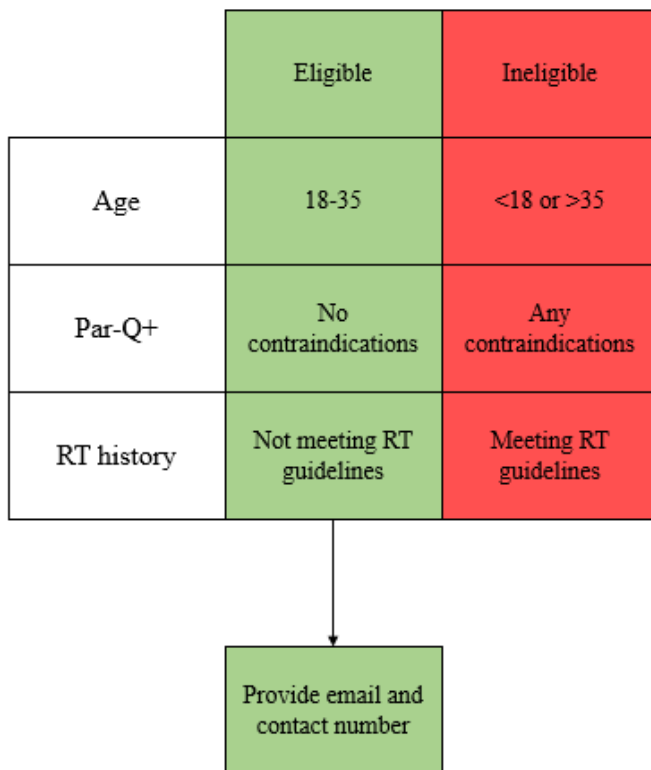 Eligible
Ineligible
Age
18-35
<18 or >35
Par-Q+
No
contraindications
Any
contraindications
RT history
Not meeting RT
guidelines
Meeting RT
guidelines
Provide email and
contact number